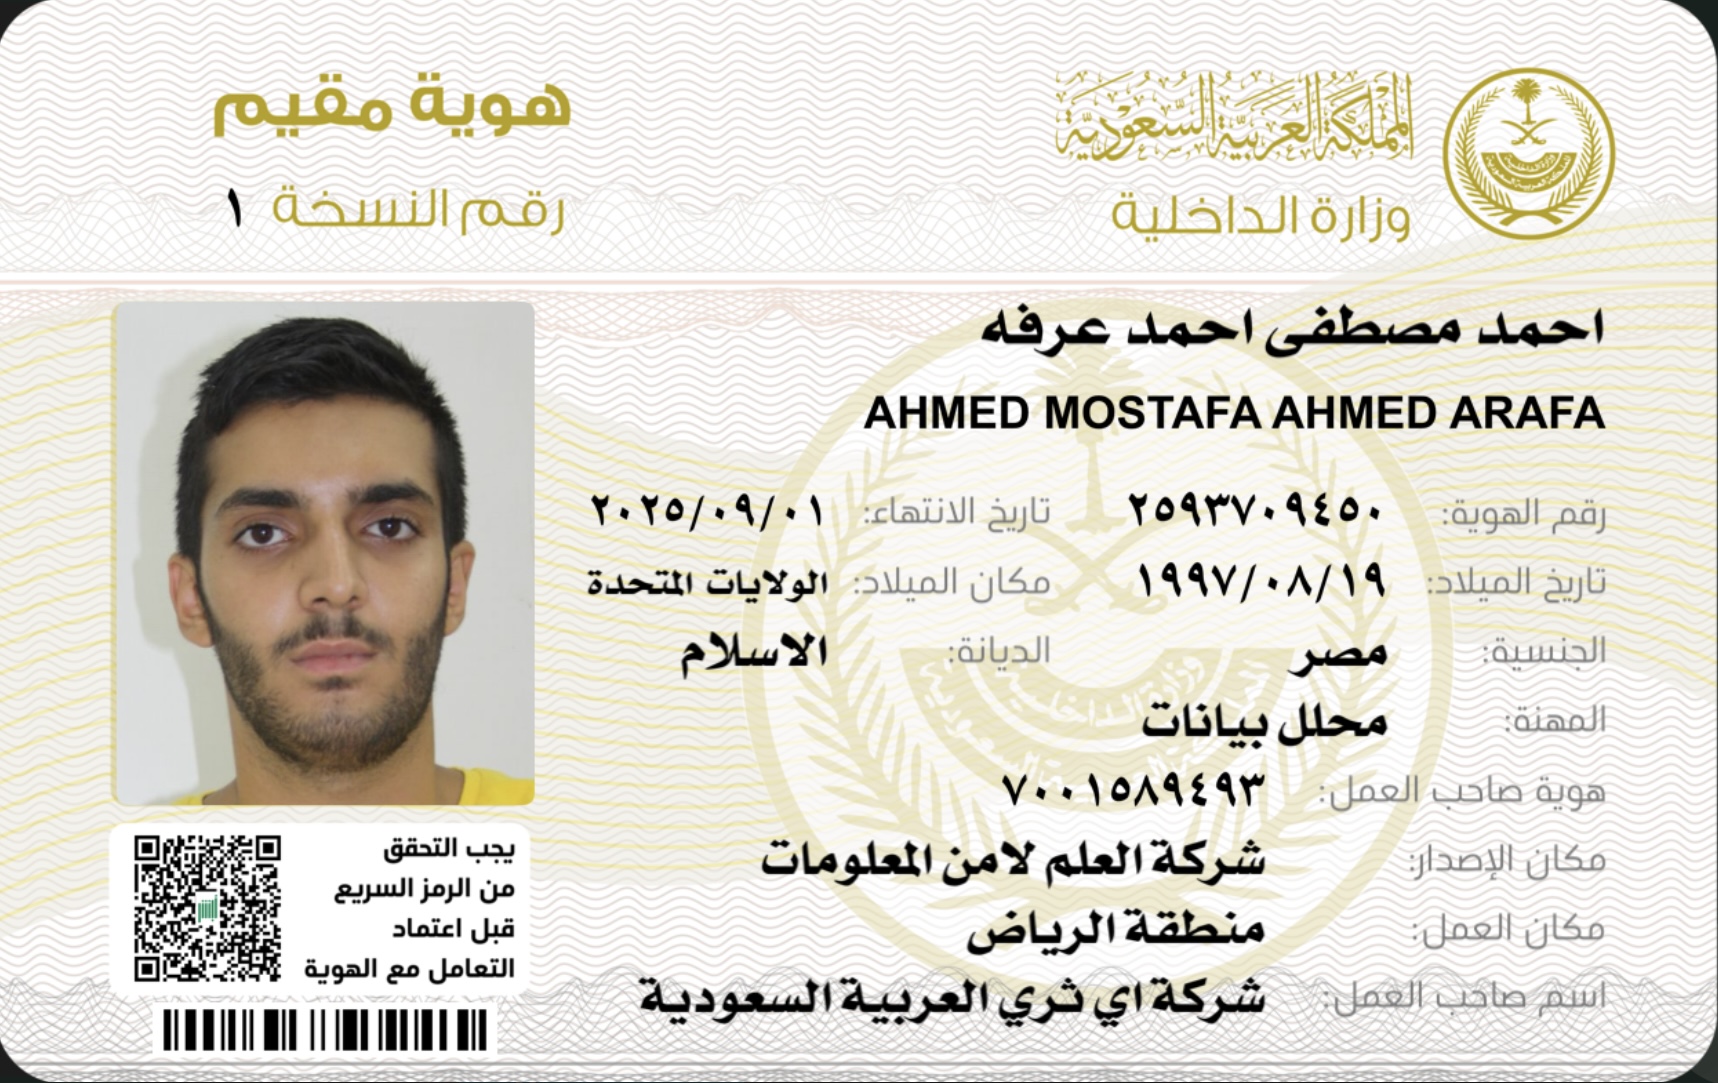 المملكة العربية السعودية
وزارة الداخلية
هوية مقيم
رقم النسخة ١
احمد مصطفى احمد عرفه
AHMED MOSTAFA AHMED ARAFA
رقم الهوية: ٢٥٩٣٧٠٩٤٥٠ تاريخ الانتهاء: ٢٠٢٥/٠٩/٠١
تاريخ الميلاد: ١٩٩٧/٠٨/١٩ مكان الميلاد: الولايات المتحدة
الجنسية: مصر الديانة: الاسلام
المهنة: محلل بيانات
هوية صاحب العمل: ٧٠٠١٥٨٩٤٩٣
مكان الإصدار: شركة العلم لامن المعلومات
مكان العمل: منطقة الرياض
اسم صاحب العمل: شركة اي ثري العربية السعودية
يجب التحقق
من الرمز السريع
قبل اعتماد
التعامل مع الهوية